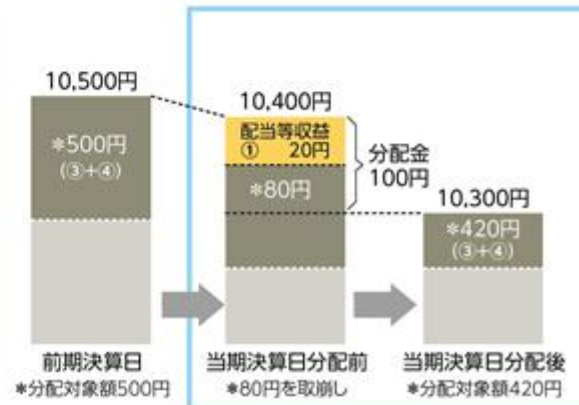 10,500円
*500円
(③+④)
前期決算日
*分配対象額500円
10,400円
配当等収益
① 20円
*80円
分配金
100円
当期決算日分配前
*80円を取崩し
10,300円
*420円
(③+④)
当期決算日分配後
*分配対象額420円